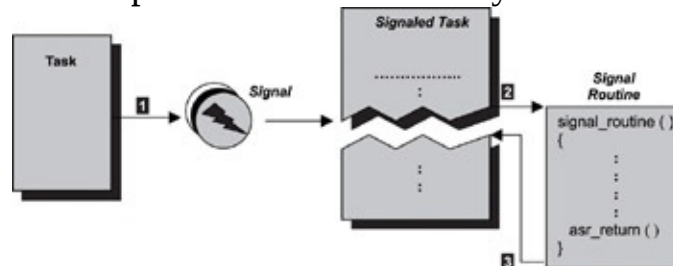 Signaled Task
Task
1
Signal
2
Signal
Routine
signal_routine ( )
{
:
:
:
:
asr_return ( )
}
3